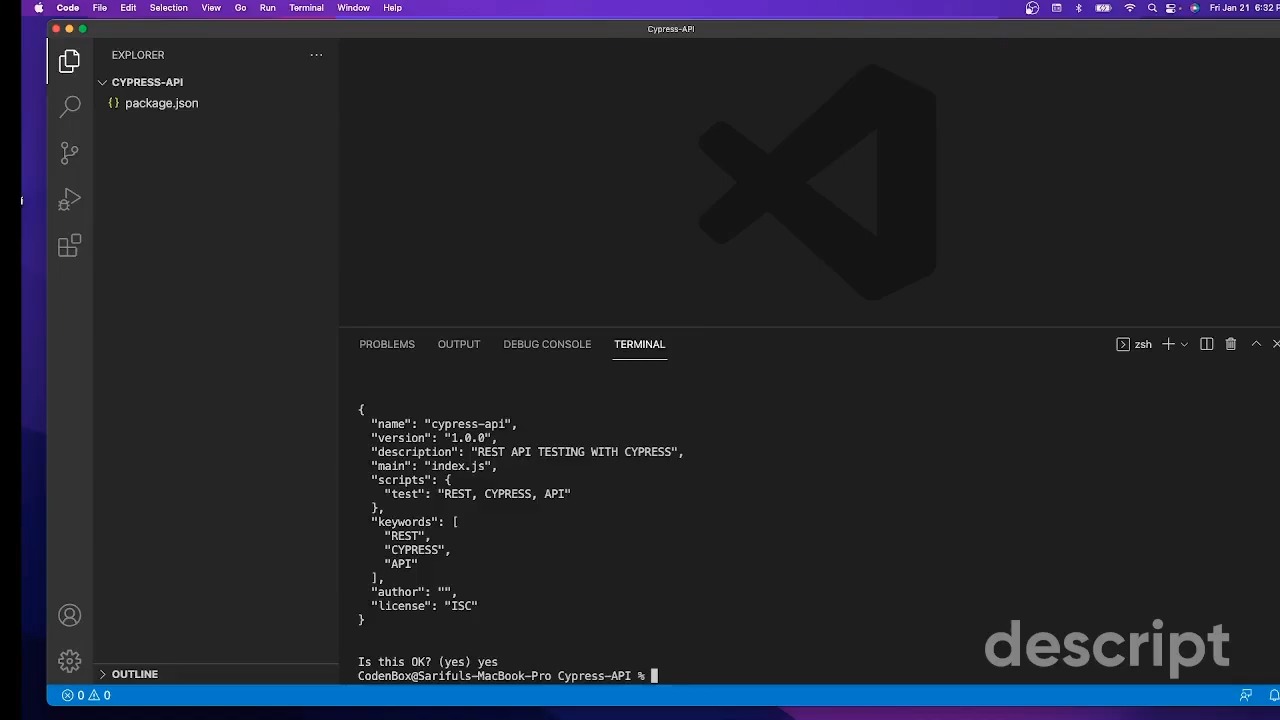 Code File Edit Selection View Go Run Terminal Window Help Fri Jan 21 6:32 P
Cypress-API
EXPLORER
CYPRESS-API
{} package.json
OUTLINE
PROBLEMS OUTPUT DEBUG CONSOLE TERMINAL zsh
{
"name": "cypress-api",
"version": "1.0.0",
"description": "REST API TESTING WITH CYPRESS",
"main": "index.js",
"scripts": {
"test": "REST, CYPRESS, API"
},
"keywords": [
"REST",
"CYPRESS",
"API"
],
"author": "",
"license": "ISC"
}
Is this OK? (yes) yes
CodenBox@Sarifuls-MacBook-Pro Cypress-API %
descript
0 0